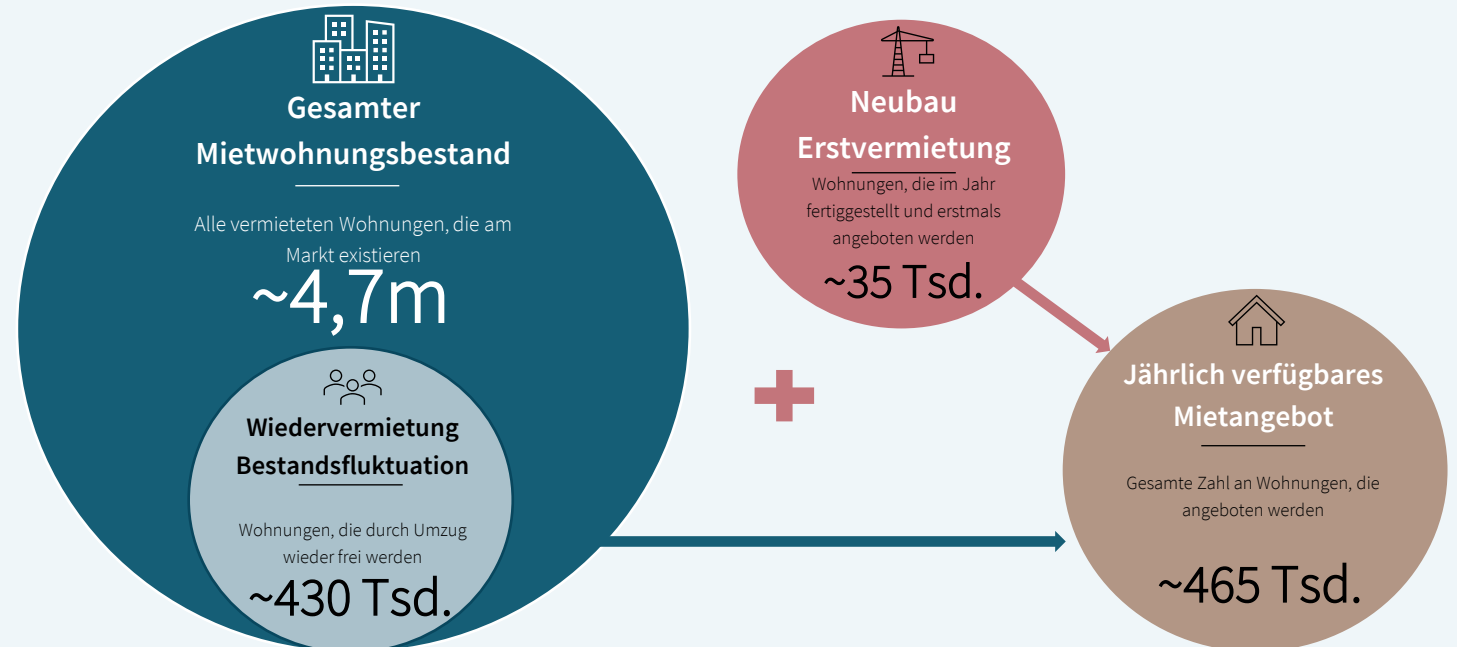 Gesamter
Mietwohnungsbestand
Alle vermieteten Wohnungen, die am
Markt existieren
~4,7m
Wiedervermietung
Bestandsfluktuation
Wohnungen, die durch Umzug
wieder frei werden
~430 Tsd.
Neubau
Erstvermietung
Wohnungen, die im Jahr
fertiggestellt und erstmals
angeboten werden
~35 Tsd.
Jährlich verfügbares
Mietangebot
Gesamte Zahl an Wohnungen, die
angeboten werden
~465 Tsd.